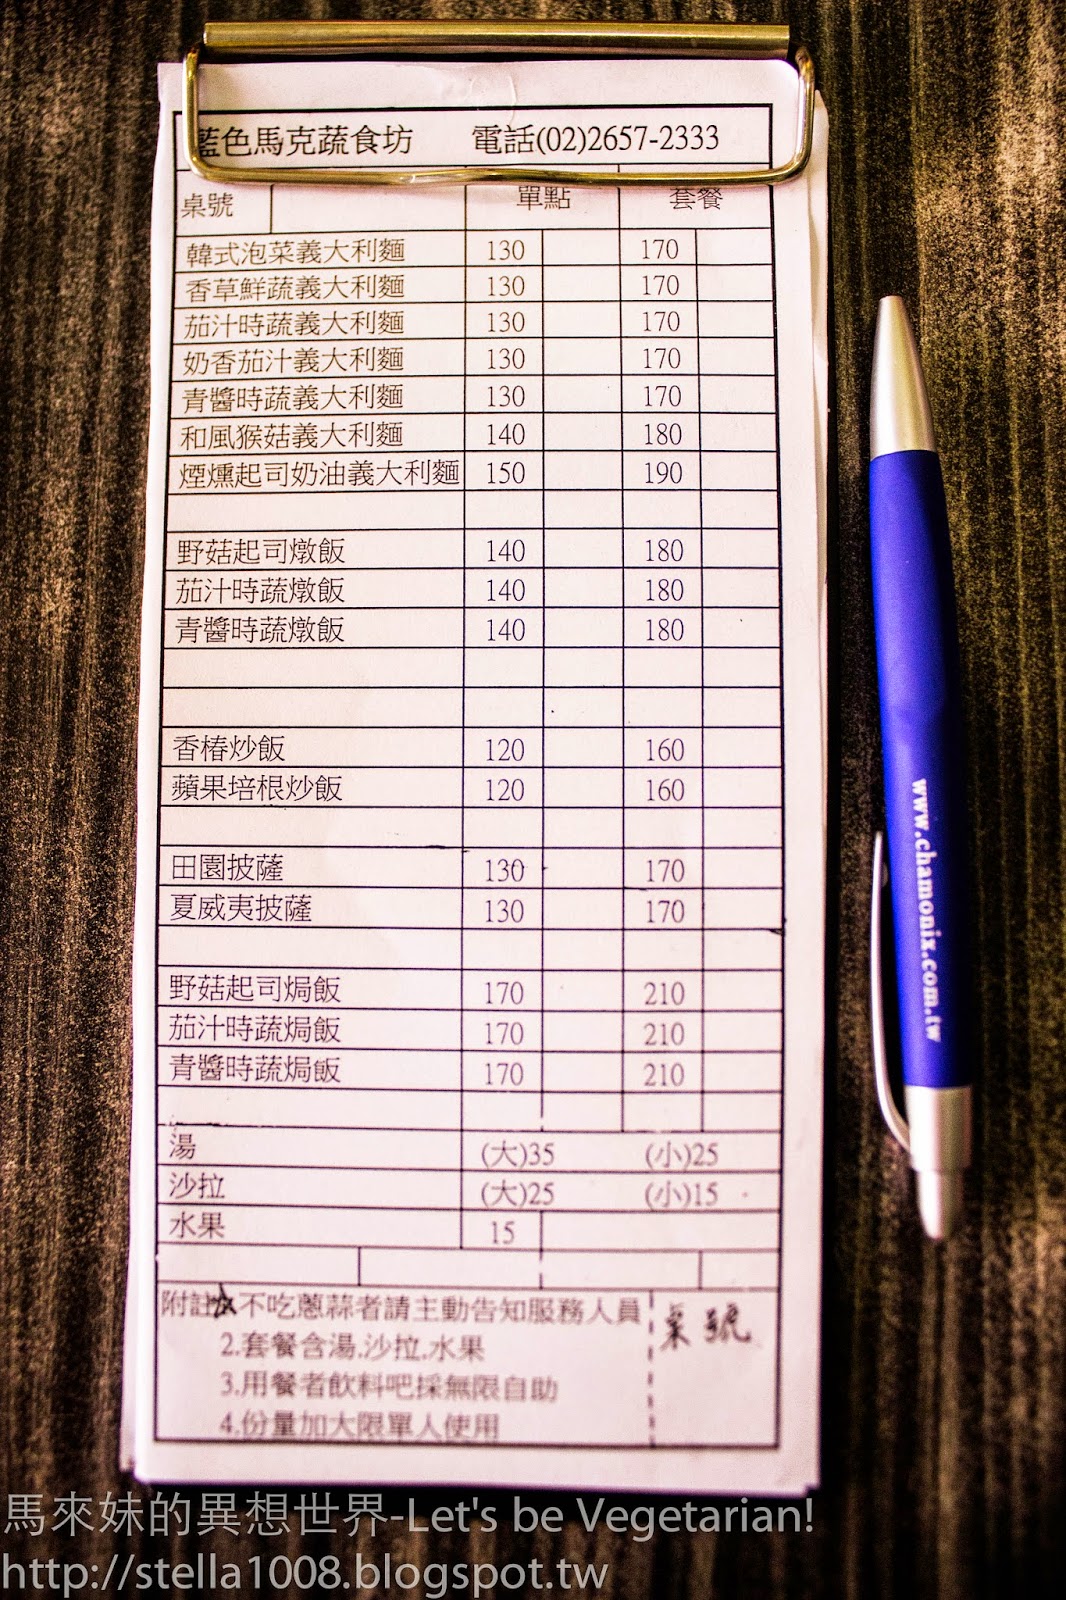 藍色馬克蔬食坊 電話(02)2657-2333
桌號 單點 套餐
韓式泡菜義大利麵 130 170
香草鮮蔬義大利麵 130 170
茄汁時蔬義大利麵 130 170
奶香茄汁義大利麵 130 170
青醬時蔬義大利麵 130 170
和風猴菇義大利麵 140 180
煙燻起司奶油義大利麵 150 190
野菇起司燉飯 140 180
茄汁時蔬燉飯 140 180
青醬時蔬燉飯 140 180
香椿炒飯 120 160
蘋果培根炒飯 120 160
田園披薩 130 170
夏威夷披薩 130 170
野菇起司焗飯 170 210
茄汁時蔬焗飯 170 210
青醬時蔬焗飯 170 210
湯 (大)35 (小)25
沙拉 (大)25 (小)15
水果 15
附註☆不吃蔥蒜者請主動告知服務人員
2.套餐含湯.沙拉.水果
3.用餐者飲料吧採無限自助
4.份量加大限單人使用
桌號
www.chamonix.com.tw
馬來妹的異想世界-Let's be Vegetarian!
http://stella1008.blogspot.tw